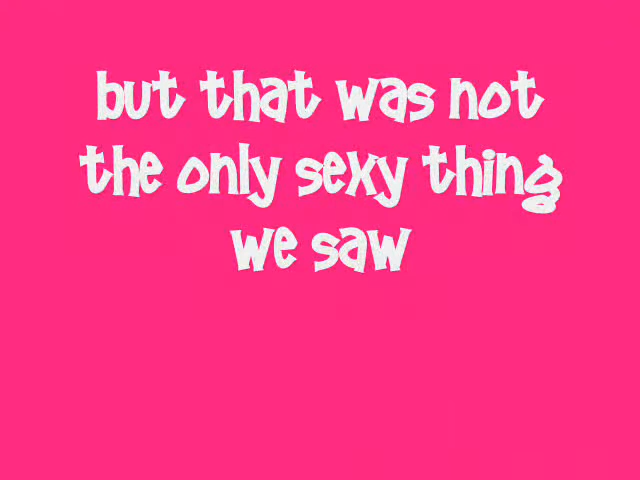 but that was not
the only sexy thing
we saw